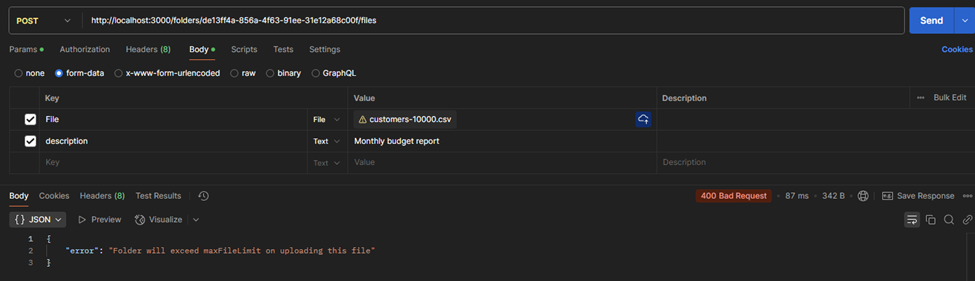 POST http://localhost:3000/folders/de13ff4a-856a-4f63-91ee-31e12a68c00f/files Send
Params Authorization Headers (8) Body Scripts Tests Settings Cookies
none form-data x-www-form-urlencoded raw binary GraphQL
Key Value Description Bulk Edit
File File customers-10000.csv
description Text Monthly budget report
Key Text Value Description
Body Cookies Headers (8) Test Results 400 Bad Request 87 ms 342 B Save Response
{} JSON Preview Visualize
1 {
2 "error": "Folder will exceed maxFileLimit on uploading this file"
3 }